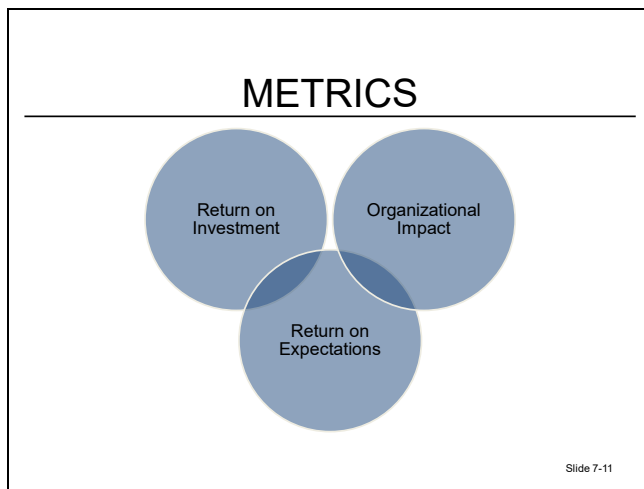 METRICS
Return on
Investment
Organizational
Impact
Return on
Expectations
Slide 7-11